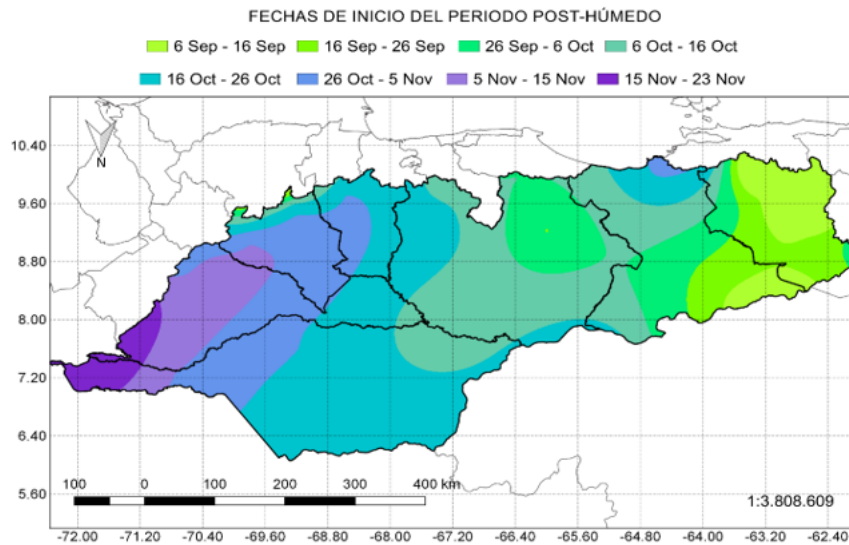 FECHAS DE INICIO DEL PERIODO POST-HÚMEDO
6 Sep - 16 Sep 16 Sep - 26 Sep 26 Sep - 6 Oct 6 Oct - 16 Oct
16 Oct - 26 Oct 26 Oct - 5 Nov 5 Nov - 15 Nov 15 Nov - 23 Nov
10.40
N
9.60
8.80
8.00
7.20
6.40
100 0 100 200 300 400 km
5.60
1:3.808.609
-72.00 -71.20 -70.40 -69.60 -68.80 -68.00 -67.20 -66.40 -65.60 -64.80 -64.00 -63.20 -62.40